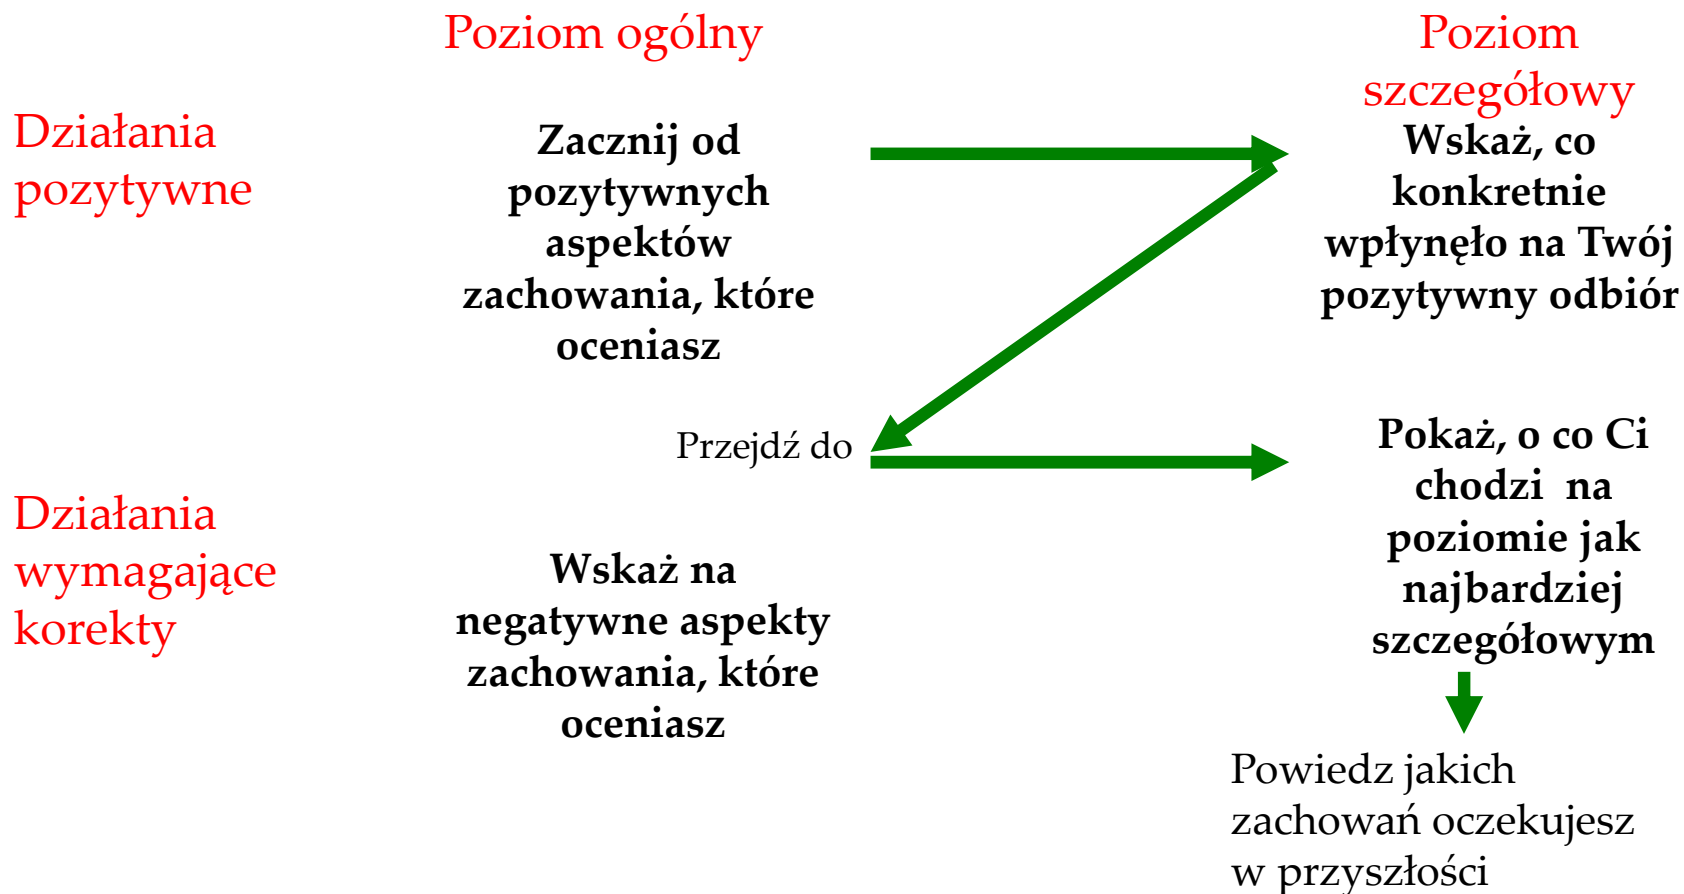 Poziom ogólny
Poziom
szczegółowy
Działania
pozytywne
Zacznij od
pozytywnych
aspektów
zachowania, które
oceniasz
Wskaż, co
konkretnie
wpłynęło na Twój
pozytywny odbiór
Przejdź do
Działania
wymagające
korekty
Wskaż na
negatywne aspekty
zachowania, które
oceniasz
Pokaż, o co Ci
chodzi  na
poziomie jak
najbardziej
szczegółowym
Powiedz jakich
zachowań oczekujesz
w przyszłości